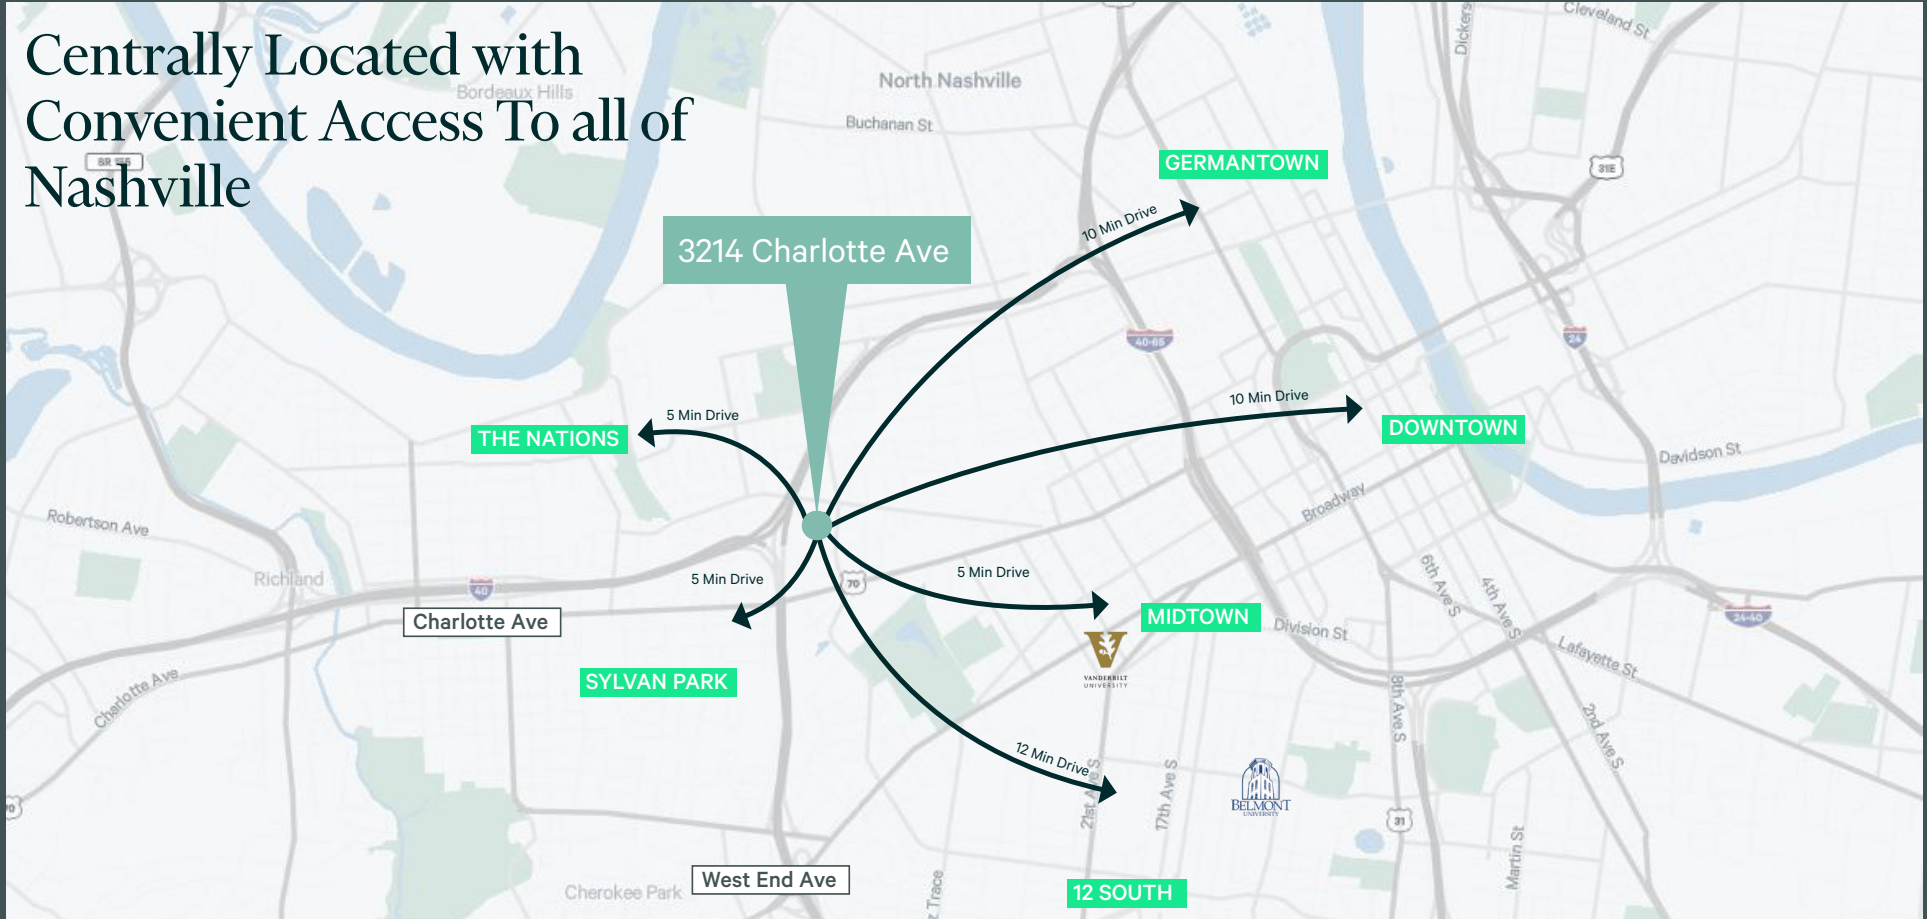 Centrally Located with
Convenient Access To all of
Nashville
Bordeaux Hills
SR 155
North Nashville
Buchanan St
Dickers
Cleveland St
31E
GERMANTOWN
10 Min Drive
3214 Charlotte Ave
40-65
24
5 Min Drive
THE NATIONS
10 Min Drive
DOWNTOWN
Davidson St
Broadway
Robertson Ave
Richland
40
Charlotte Ave
5 Min Drive
70
5 Min Drive
MIDTOWN
VANDERBILT
UNIVERSITY
Division St
6th Ave S
4th Ave S
24-40
Lafayette St
SYLVAN PARK
Charlotte Ave
8th Ave S
2nd Ave S
12 Min Drive
21st Ave S
17th Ave S
BELMONT
UNIVERSITY
31
Martin St
West End Ave
Cherokee Park
Trace
12 SOUTH